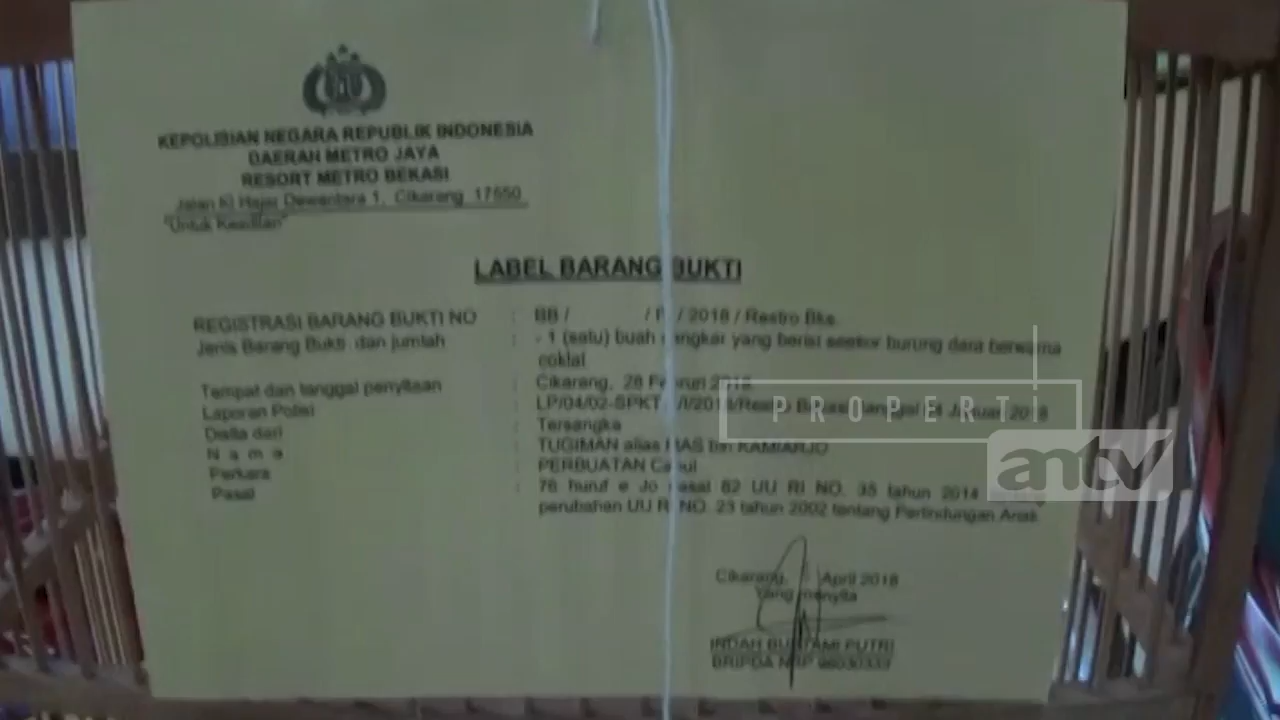 KEPOLISIAN NEGARA REPUBLIK INDONESIA
DAERAH METRO JAYA
RESORT METRO BEKASI
Jalan Ki Hajar Dewantara 1, Cikarang 17550
"Untuk Keadilan"
LABEL BARANG BUKTI
REGISTRASI BARANG BUKTI NO : BB / / 2018 / Restro Bks
Jenis Barang Bukti dan jumlah : - 1 (satu) buah sangkar yang berisi seekor burung dara berwarna
coklat
Tempat dan tanggal penyitaan : Cikarang, 28 Februari 2018
Laporan Polisi : LP/04/02-SPKT / tanggal Januari 2018
Disita dari : Tersangka
N a m a : TUGIMAN alias bin KAMIARJO
Perkara : PERBUATAN Cabul
Pasal : 76 huruf e Jo pasal 82 UU RI NO. 35 tahun 2014 tentang
perubahan UU RI NO. 23 tahun 2002 tentang Perlindungan Anak
PROPERTI
antv
Cikarang, April 2018
Yang menyita
INDAH PUTRI
BRIPDA NRP